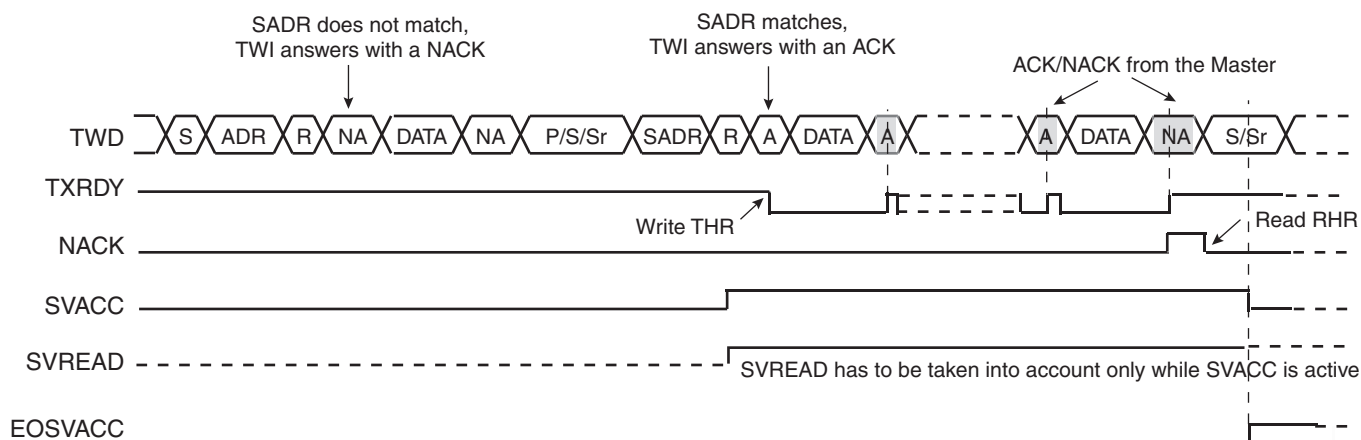 SADR does not match,
TWI answers with a NACK
SADR matches,
TWI answers with an ACK
ACK/NACK from the Master
TWD S ADR R NA DATA NA P/S/Sr SADR R A DATA A A DATA NA S/Sr
TXRDY
Write THR
Read RHR
NACK
SVACC
SVREAD
SVREAD has to be taken into account only while SVACC is active
EOSVACC